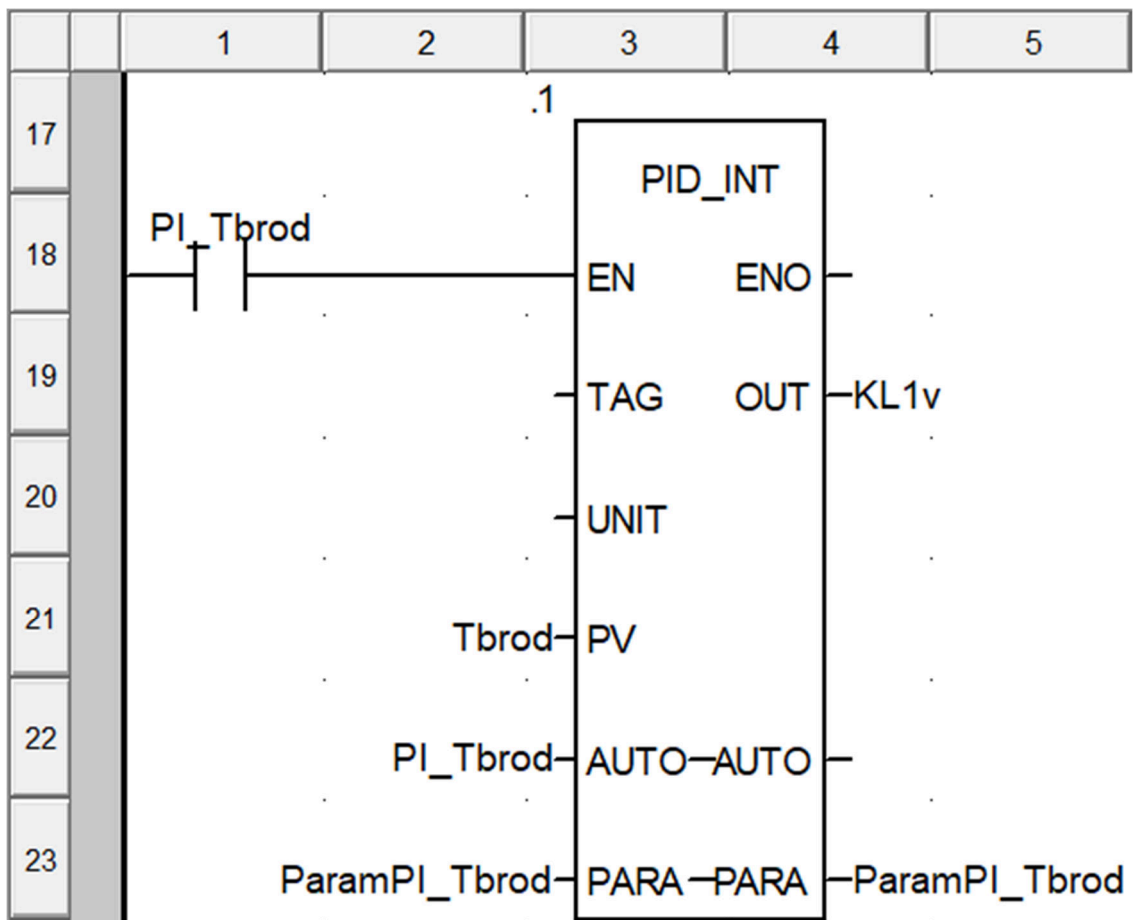 1 2 3 4 5
17 .1
PID_INT
18 PI_Tbrod
EN ENO
19 TAG OUT KL1v
20 UNIT
21 Tbrod PV
22 PI_Tbrod AUTO AUTO
23 ParamPI_Tbrod PARA PARA ParamPI_Tbrod